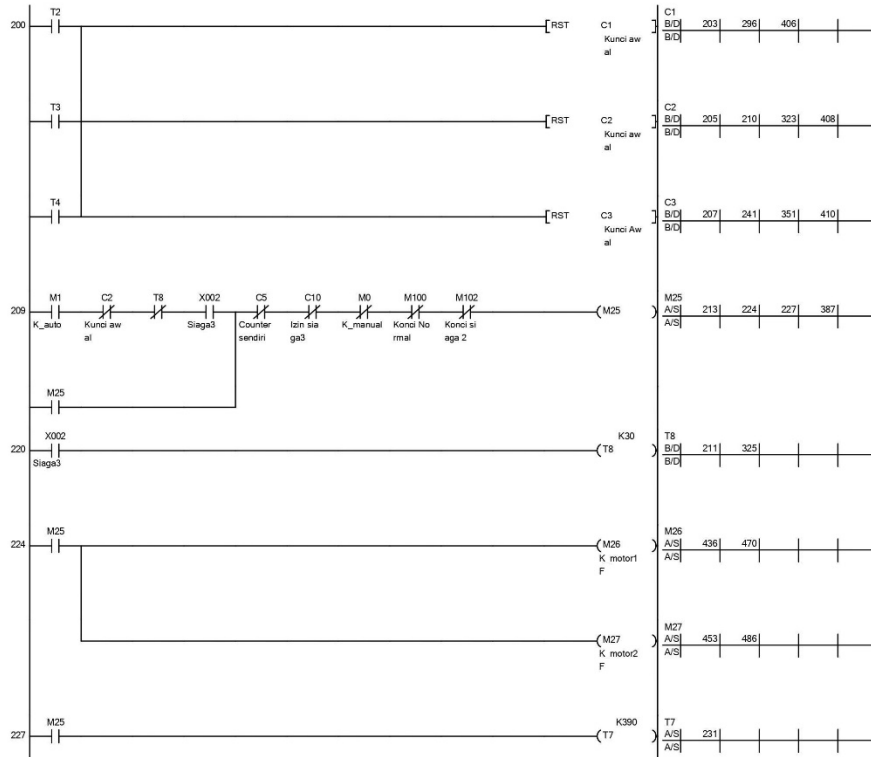 T2 C1
200 RST C1 B/D 203 296 406
Kunci aw B/D
al
T3 C2
RST C2 B/D 205 210 323 408
Kunci aw B/D
al
T4 C3
RST C3 B/D 207 241 351 410
Kunci Aw B/D
al
M1 C2 T8 X002 C5 C10 M0 M100 M102 M25
209 M25 A/S 213 224 227 387
K_auto Kunci aw Siaga3 Counter Izin sia K_manual Konci No Konci si A/S
al sendiri ga3 rmal aga 2
M25
X002 K30 T8
220 T8 B/D 211 325
Siaga3 B/D
M25 M26
224 M26 A/S 436 470
K motor1 A/S
F
M27
M27 A/S 453 486
K motor2 A/S
F
M25 K390 T7
227 T7 A/S 231
A/S